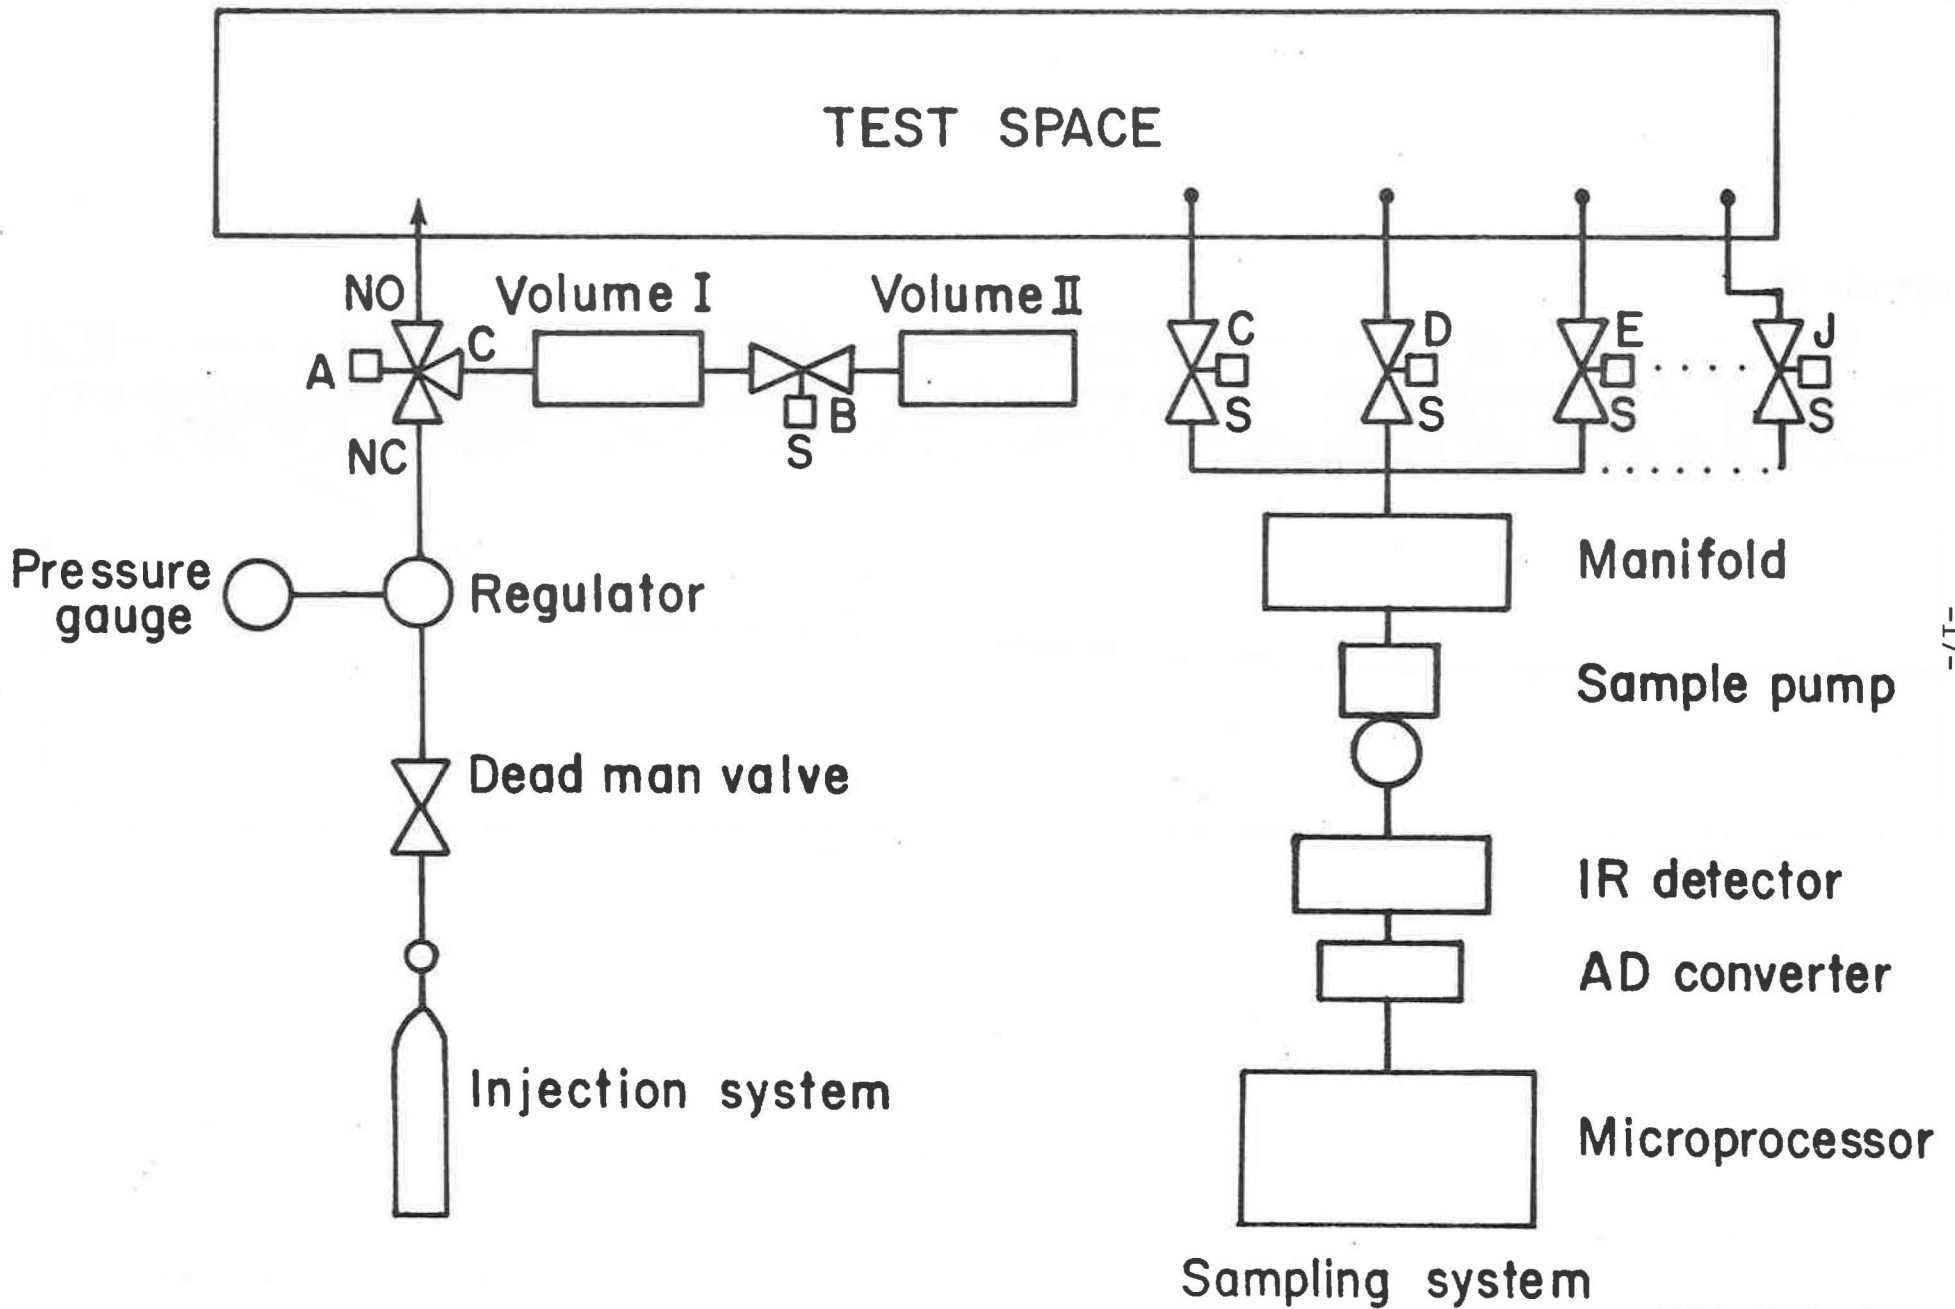 TEST SPACE
NO
Volume I
Volume II
A
C
B
S
NC
C
S
D
S
E
S
J
S
Pressure
gauge
Regulator
Manifold
Sample pump
Dead man valve
IR detector
AD converter
Injection system
Microprocessor
Sampling system